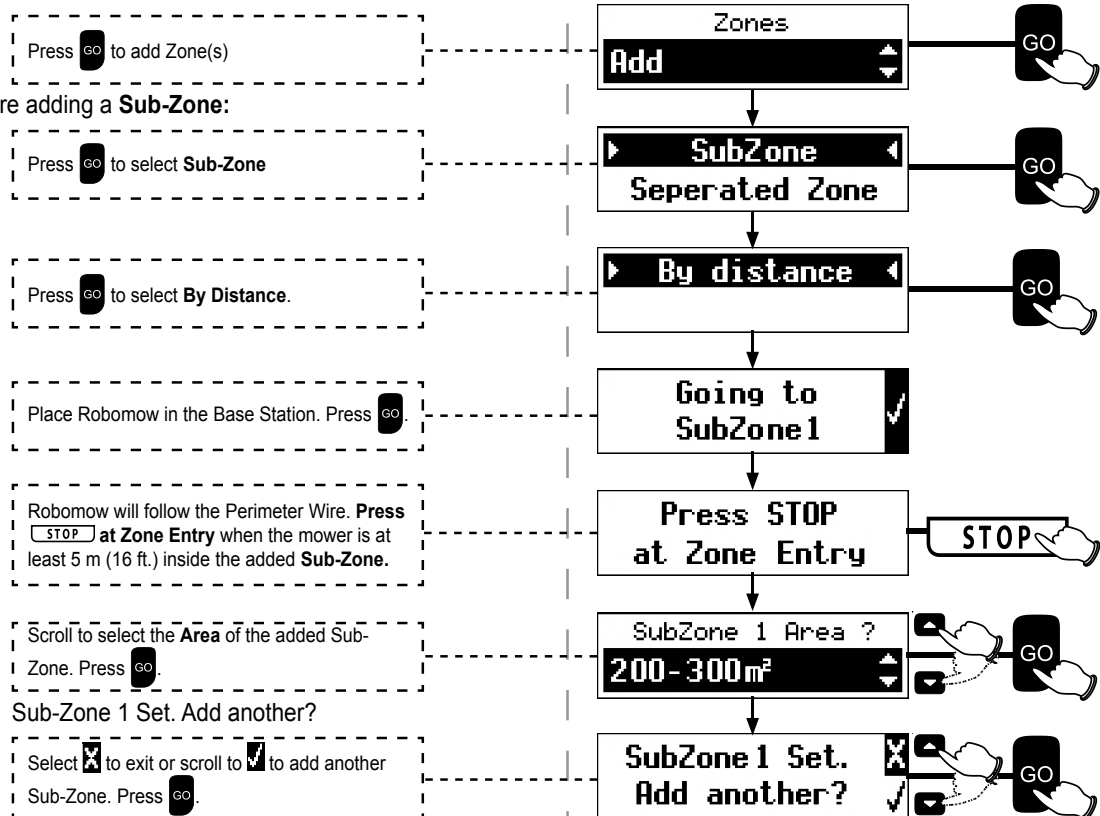 Press GO to add Zone(s)
Zones
Add
GO
re adding a Sub-Zone:
Press GO to select Sub-Zone
SubZone
Seperated Zone
GO
Press GO to select By Distance.
By distance
GO
Place Robomow in the Base Station. Press GO.
Going to
SubZone1
Robomow will follow the Perimeter Wire. Press
STOP at Zone Entry when the mower is at
least 5 m (16 ft.) inside the added Sub-Zone.
Press STOP
at Zone Entry
STOP
Scroll to select the Area of the added Sub-
Zone. Press GO.
SubZone 1 Area ?
200-300m²
GO
Sub-Zone 1 Set. Add another?
Select X to exit or scroll to ✓ to add another
Sub-Zone. Press GO.
SubZone1 Set. X
Add another? ✓
GO